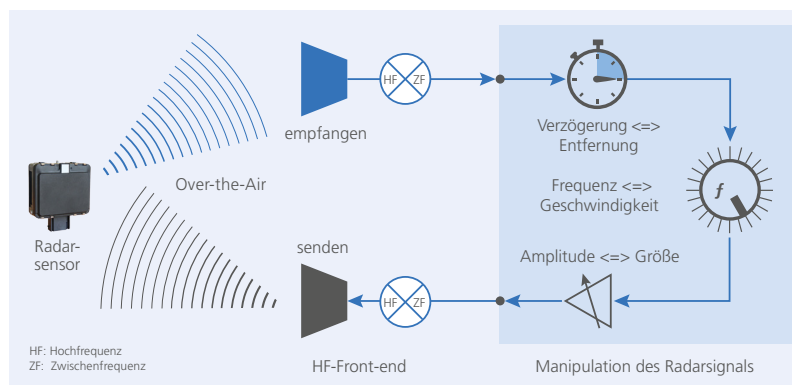 empfangen
HF ZF
Verzögerung <=>
Entfernung
Over-the-Air
Frequenz <=>
Geschwindigkeit
f
Radar-
sensor
senden
Amplitude <=> Größe
HF ZF
HF: Hochfrequenz
ZF: Zwischenfrequenz
HF-Front-end
Manipulation des Radarsignals